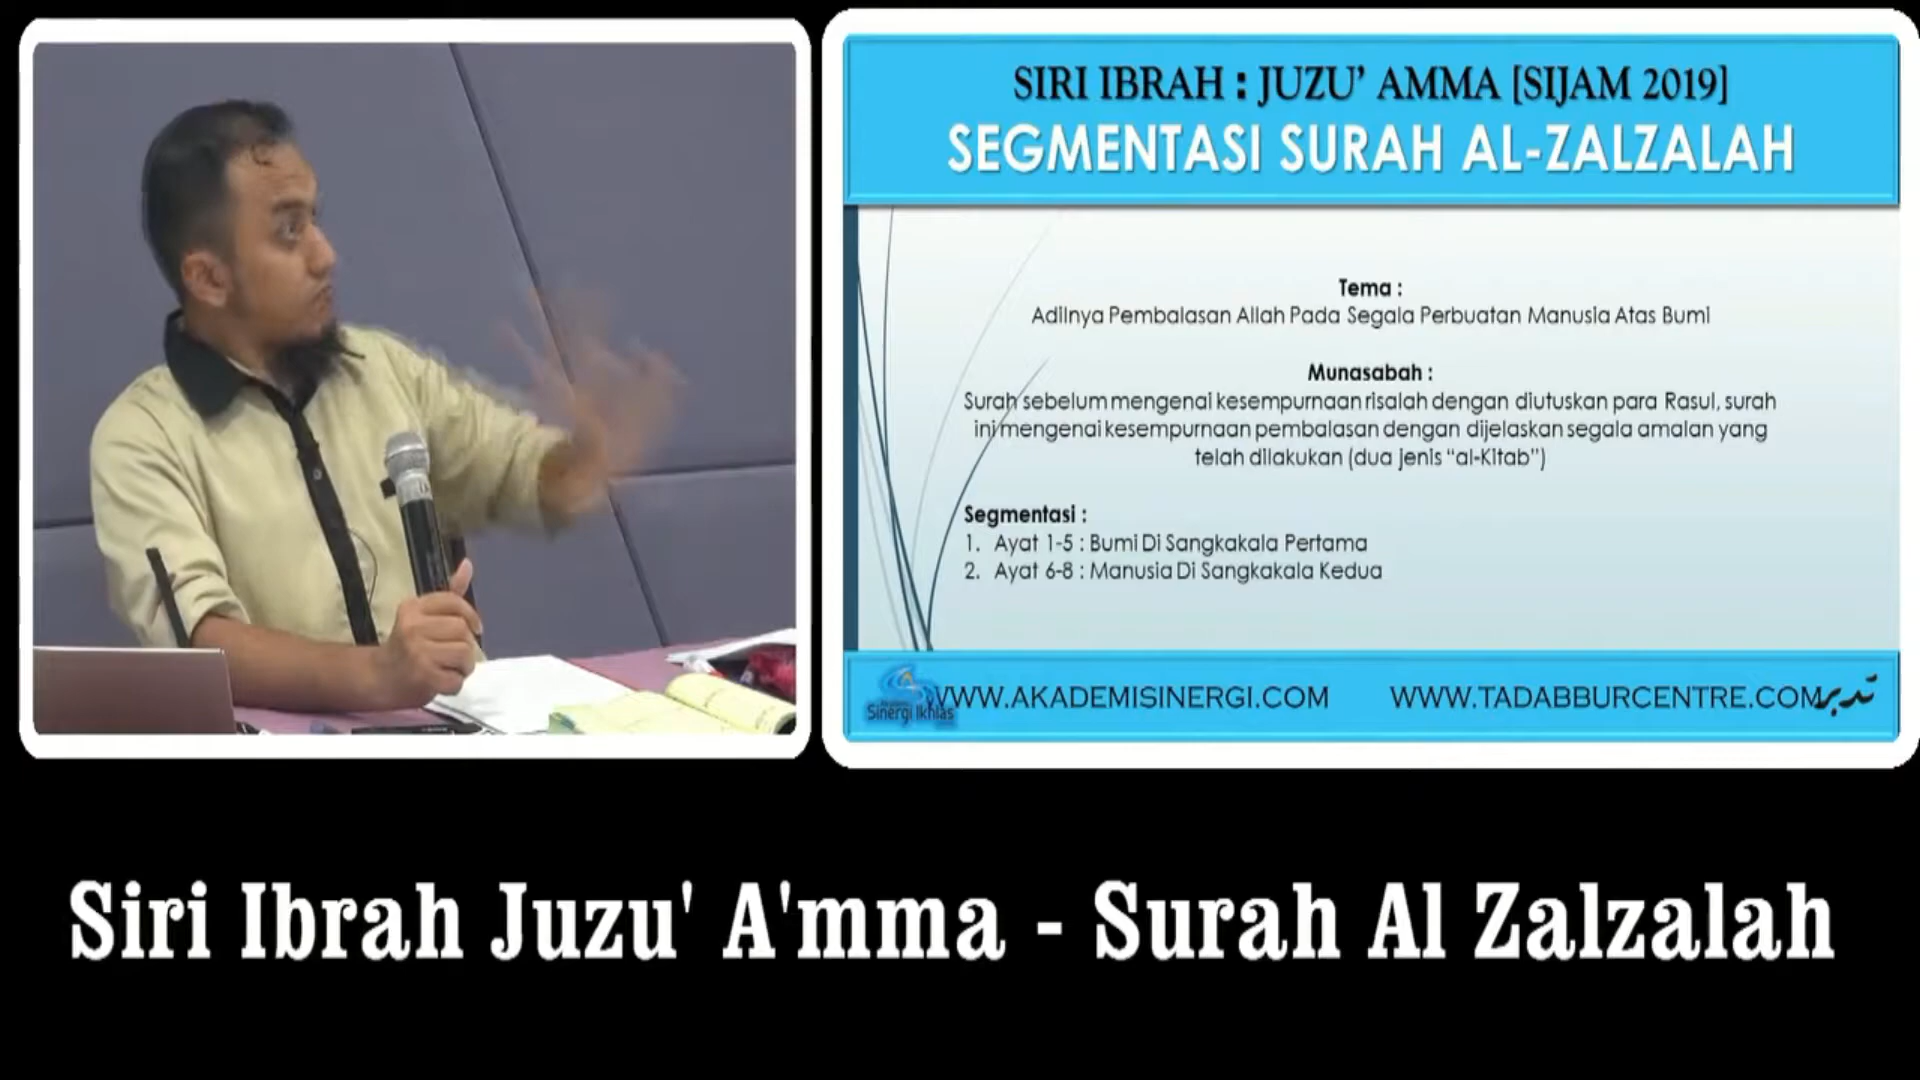 SIRI IBRAH : JUZU’ AMMA [SIJAM 2019]
SEGMENTASI SURAH AL-ZALZALAH
Tema :
Adilnya Pembalasan Allah Pada Segala Perbuatan Manusia Atas Bumi
Munasabah :
Surah sebelum mengenai kesempurnaan risalah dengan diutuskan para Rasul, surah
ini mengenai kesempurnaan pembalasan dengan dijelaskan segala amalan yang
telah dilakukan (dua jenis “al-Kitab”)
Segmentasi :
1. Ayat 1-5 : Bumi Di Sangkakala Pertama
2. Ayat 6-8 : Manusia Di Sangkakala Kedua
Sinergi Ikhlas
WWW.AKADEMISINERGI.COM
WWW.TADABBURCENTRE.COM
تدبر
Siri Ibrah Juzu' A'mma - Surah Al Zalzalah